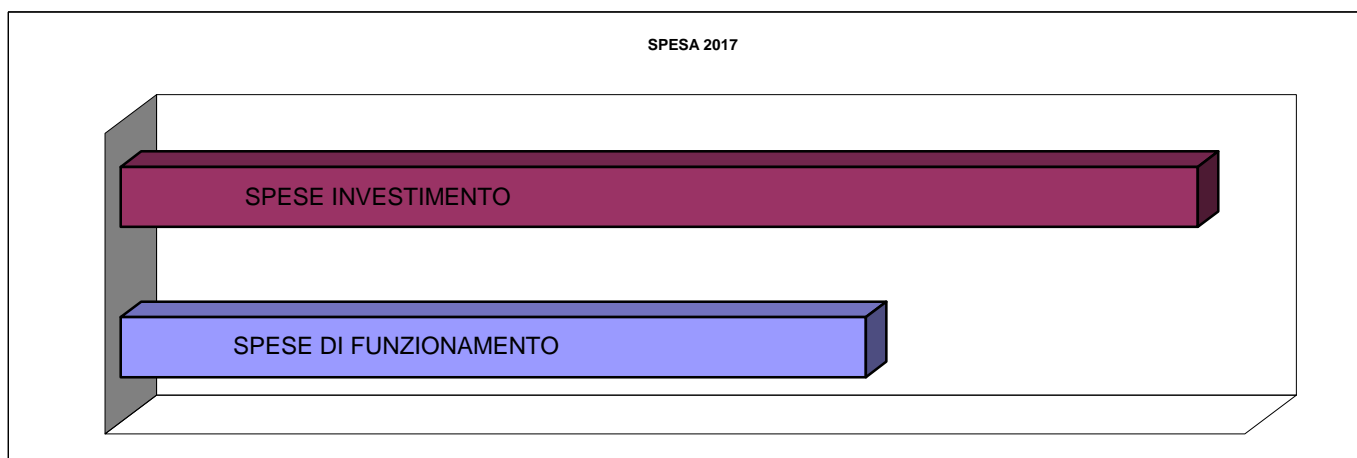 SPESA 2017
SPESE INVESTIMENTO
SPESE DI FUNZIONAMENTO